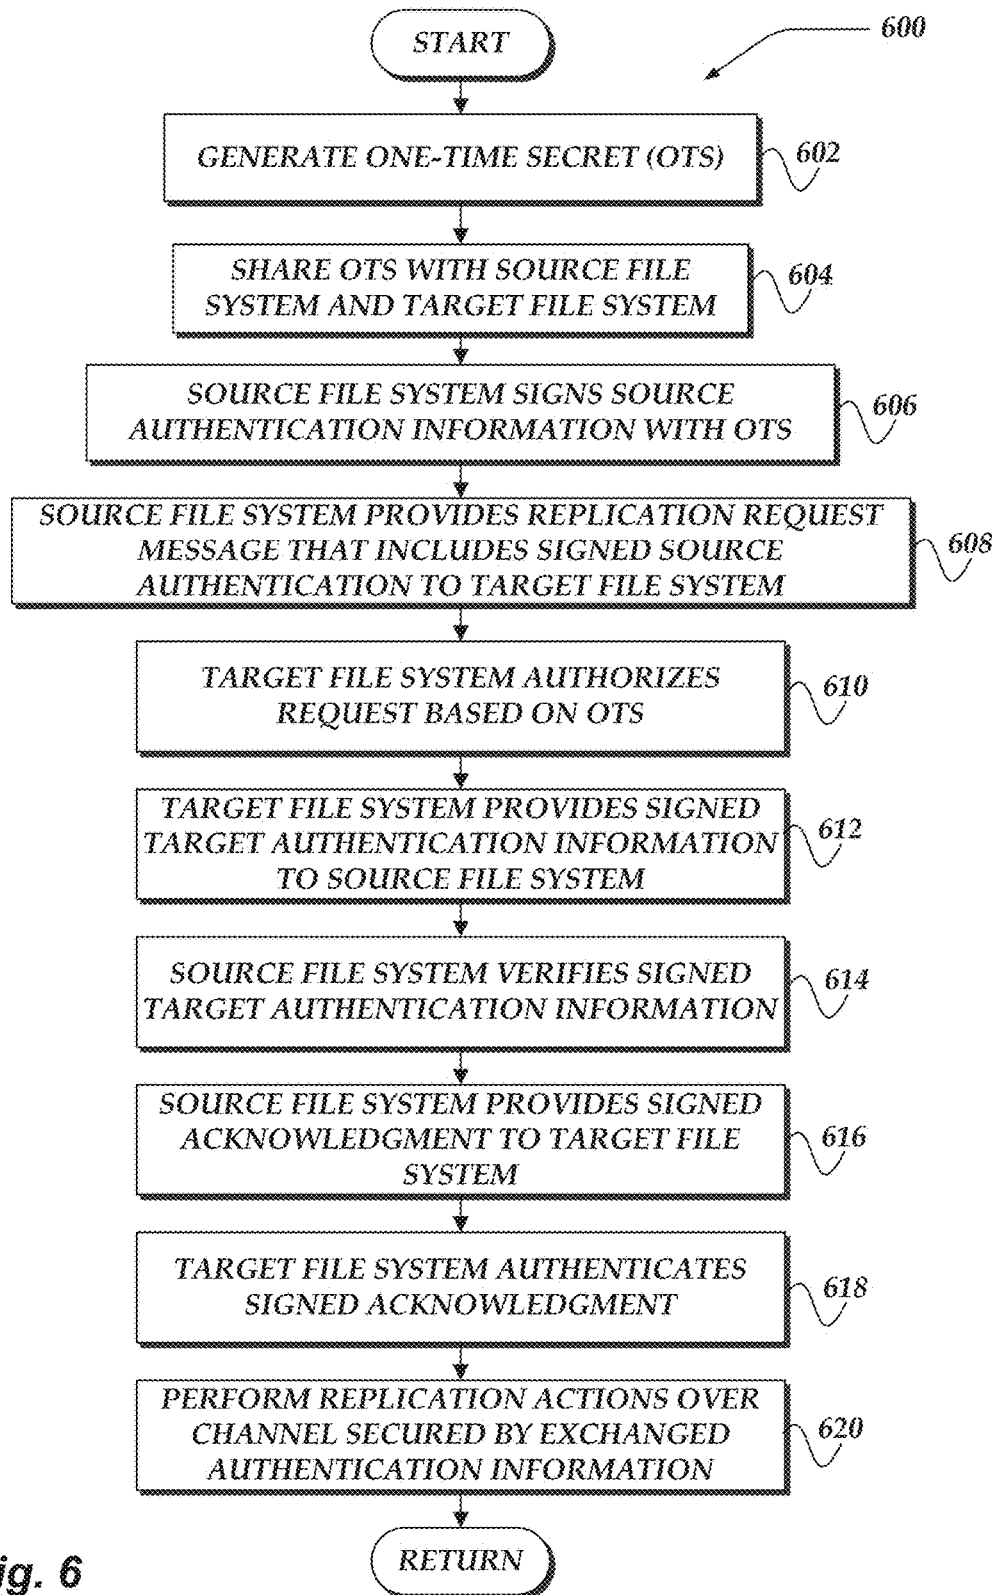 START
600
GENERATE ONE-TIME SECRET (OTS)
602
SHARE OTS WITH SOURCE FILE
SYSTEM AND TARGET FILE SYSTEM
604
SOURCE FILE SYSTEM SIGNS SOURCE
AUTHENTICATION INFORMATION WITH OTS
606
SOURCE FILE SYSTEM PROVIDES REPLICATION REQUEST
MESSAGE THAT INCLUDES SIGNED SOURCE
AUTHENTICATION TO TARGET FILE SYSTEM
608
TARGET FILE SYSTEM AUTHORIZES
REQUEST BASED ON OTS
610
TARGET FILE SYSTEM PROVIDES SIGNED
TARGET AUTHENTICATION INFORMATION
TO SOURCE FILE SYSTEM
612
SOURCE FILE SYSTEM VERIFIES SIGNED
TARGET AUTHENTICATION INFORMATION
614
SOURCE FILE SYSTEM PROVIDES SIGNED
ACKNOWLEDGMENT TO TARGET FILE
SYSTEM
616
TARGET FILE SYSTEM AUTHENTICATES
SIGNED ACKNOWLEDGMENT
618
PERFORM REPLICATION ACTIONS OVER
CHANNEL SECURED BY EXCHANGED
AUTHENTICATION INFORMATION
620
RETURN
ig. 6